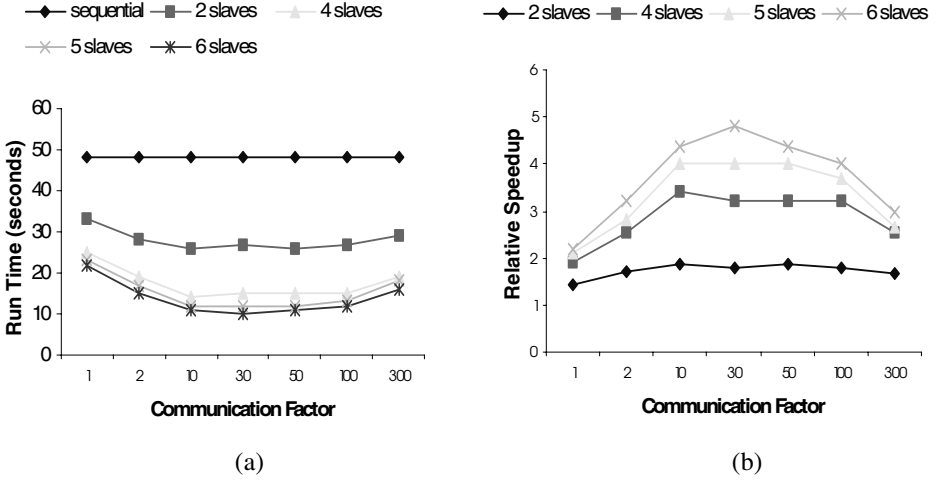 sequential 2 slaves 4 slaves
5 slaves 6 slaves
60
50
40
30
20
10
0
Run Time (seconds)
1 2 10 30 50 100 300
Communication Factor
(a)
2 slaves 4 slaves 5 slaves 6 slaves
6
5
4
3
2
1
0
Relative Speedup
1 2 10 30 50 100 300
Communication Factor
(b)